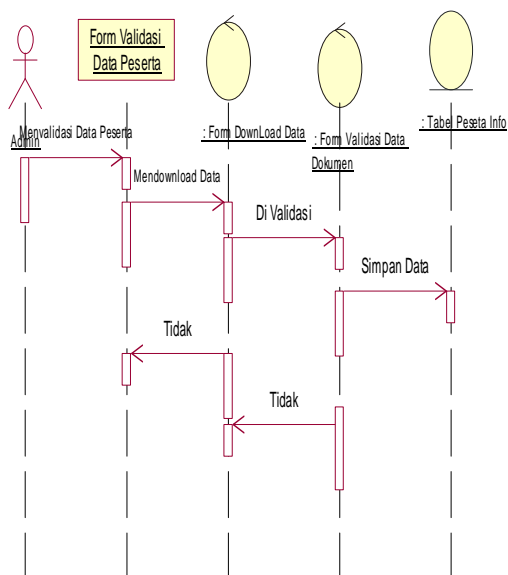 Form Validasi
Data Peserta
: Tabel Peseta Info
Menvalidasi Data Peserta
: Form DownLoad Data
Admin
: Form Validasi Data
Dokumen
Mendownload Data
Di Validasi
Simpan Data
Tidak
Tidak